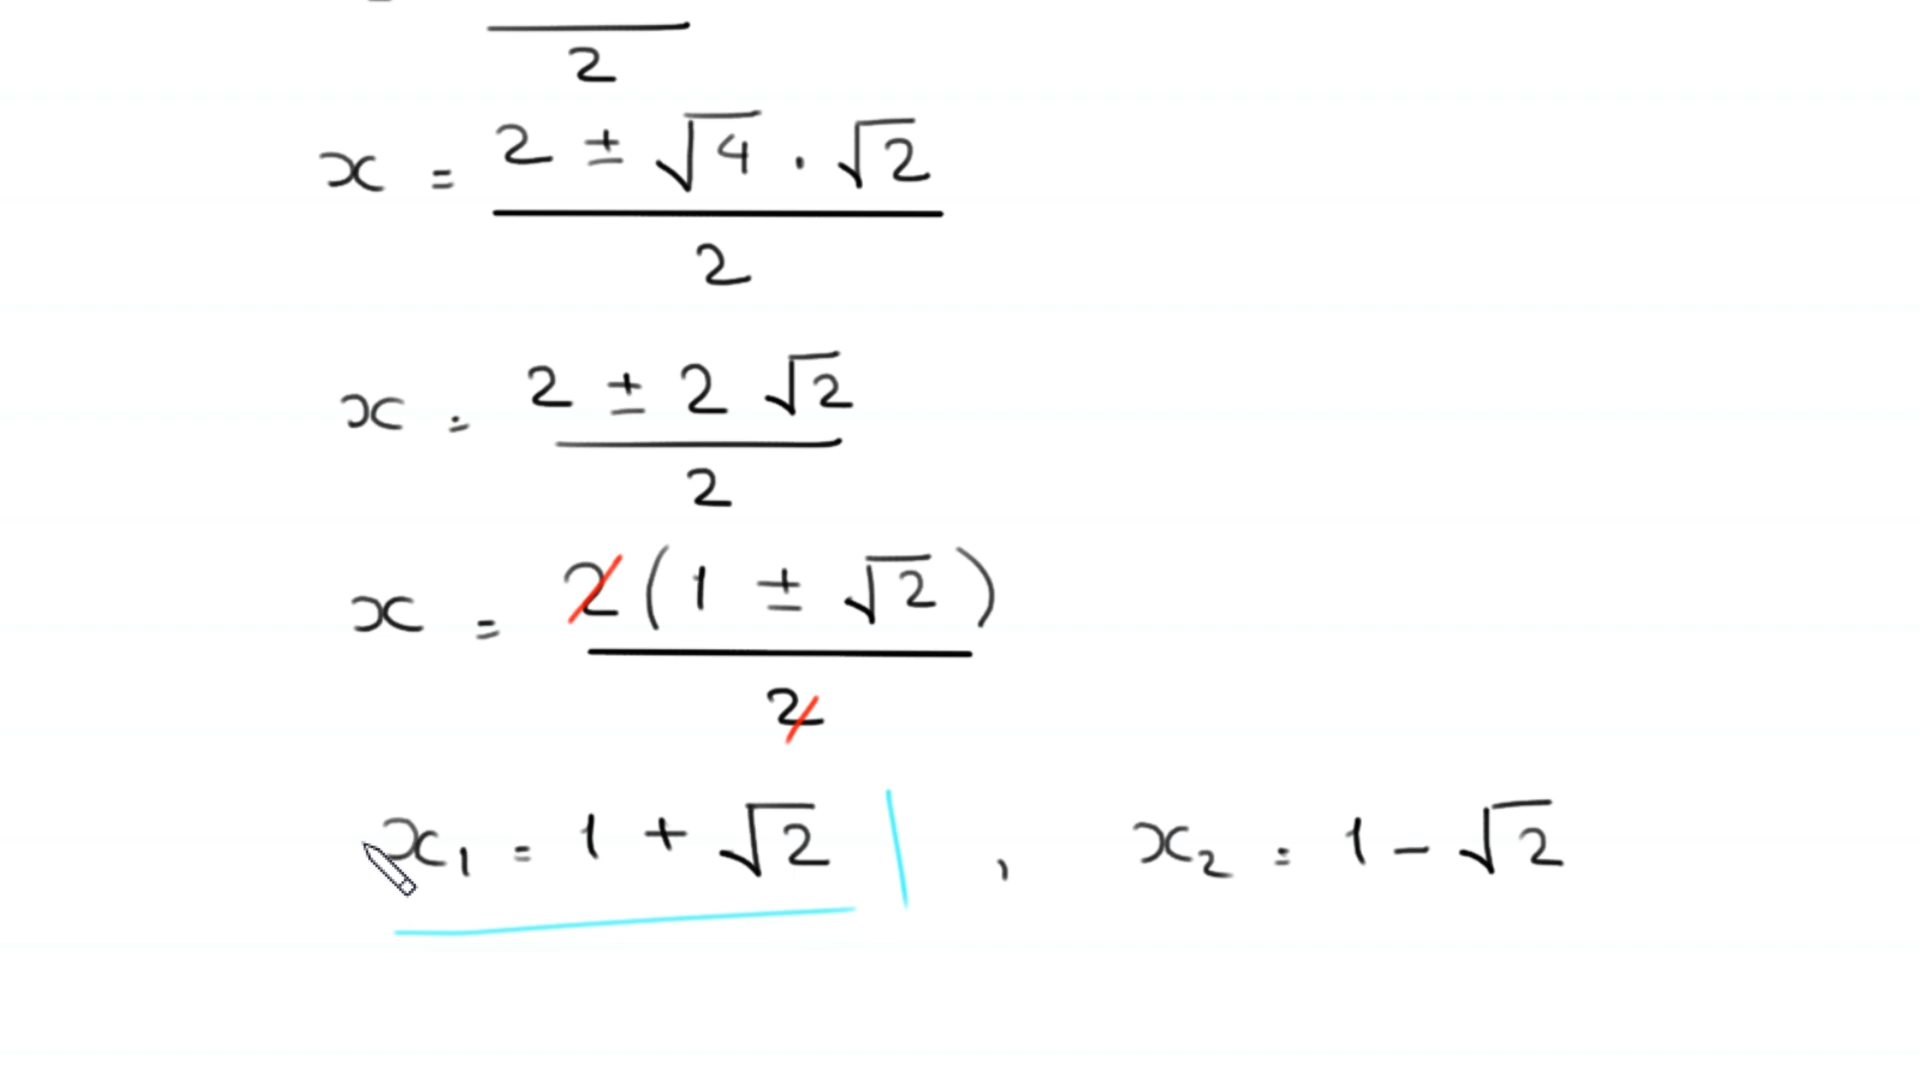 2
x = 2 ± √4 . √2
2
x = 2 ± 2 √2
2
x = 2 ( 1 ± √2 )
2
x₁ = 1 + √2 , x₂ = 1 - √2